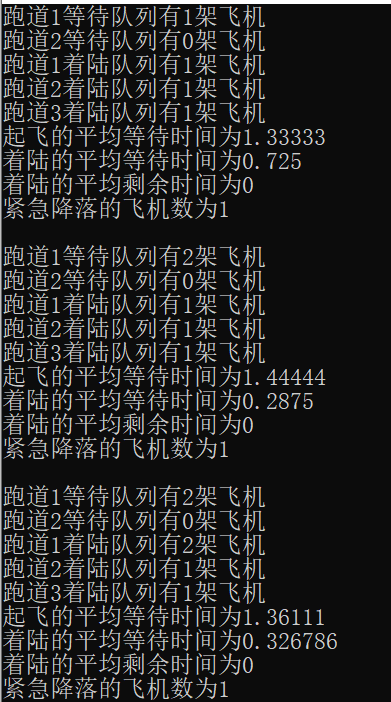 跑道1等待队列有1架飞机
跑道2等待队列有0架飞机
跑道1着陆队列有1架飞机
跑道2着陆队列有1架飞机
跑道3着陆队列有1架飞机
起飞的平均等待时间为1.33333
着陆的平均等待时间为0.725
着陆的平均剩余时间为0
紧急降落的飞机数为1

跑道1等待队列有2架飞机
跑道2等待队列有0架飞机
跑道1着陆队列有1架飞机
跑道2着陆队列有1架飞机
跑道3着陆队列有1架飞机
起飞的平均等待时间为1.44444
着陆的平均等待时间为0.2875
着陆的平均剩余时间为0
紧急降落的飞机数为1

跑道1等待队列有2架飞机
跑道2等待队列有0架飞机
跑道1着陆队列有2架飞机
跑道2着陆队列有1架飞机
跑道3着陆队列有1架飞机
起飞的平均等待时间为1.36111
着陆的平均等待时间为0.326786
着陆的平均剩余时间为0
紧急降落的飞机数为1